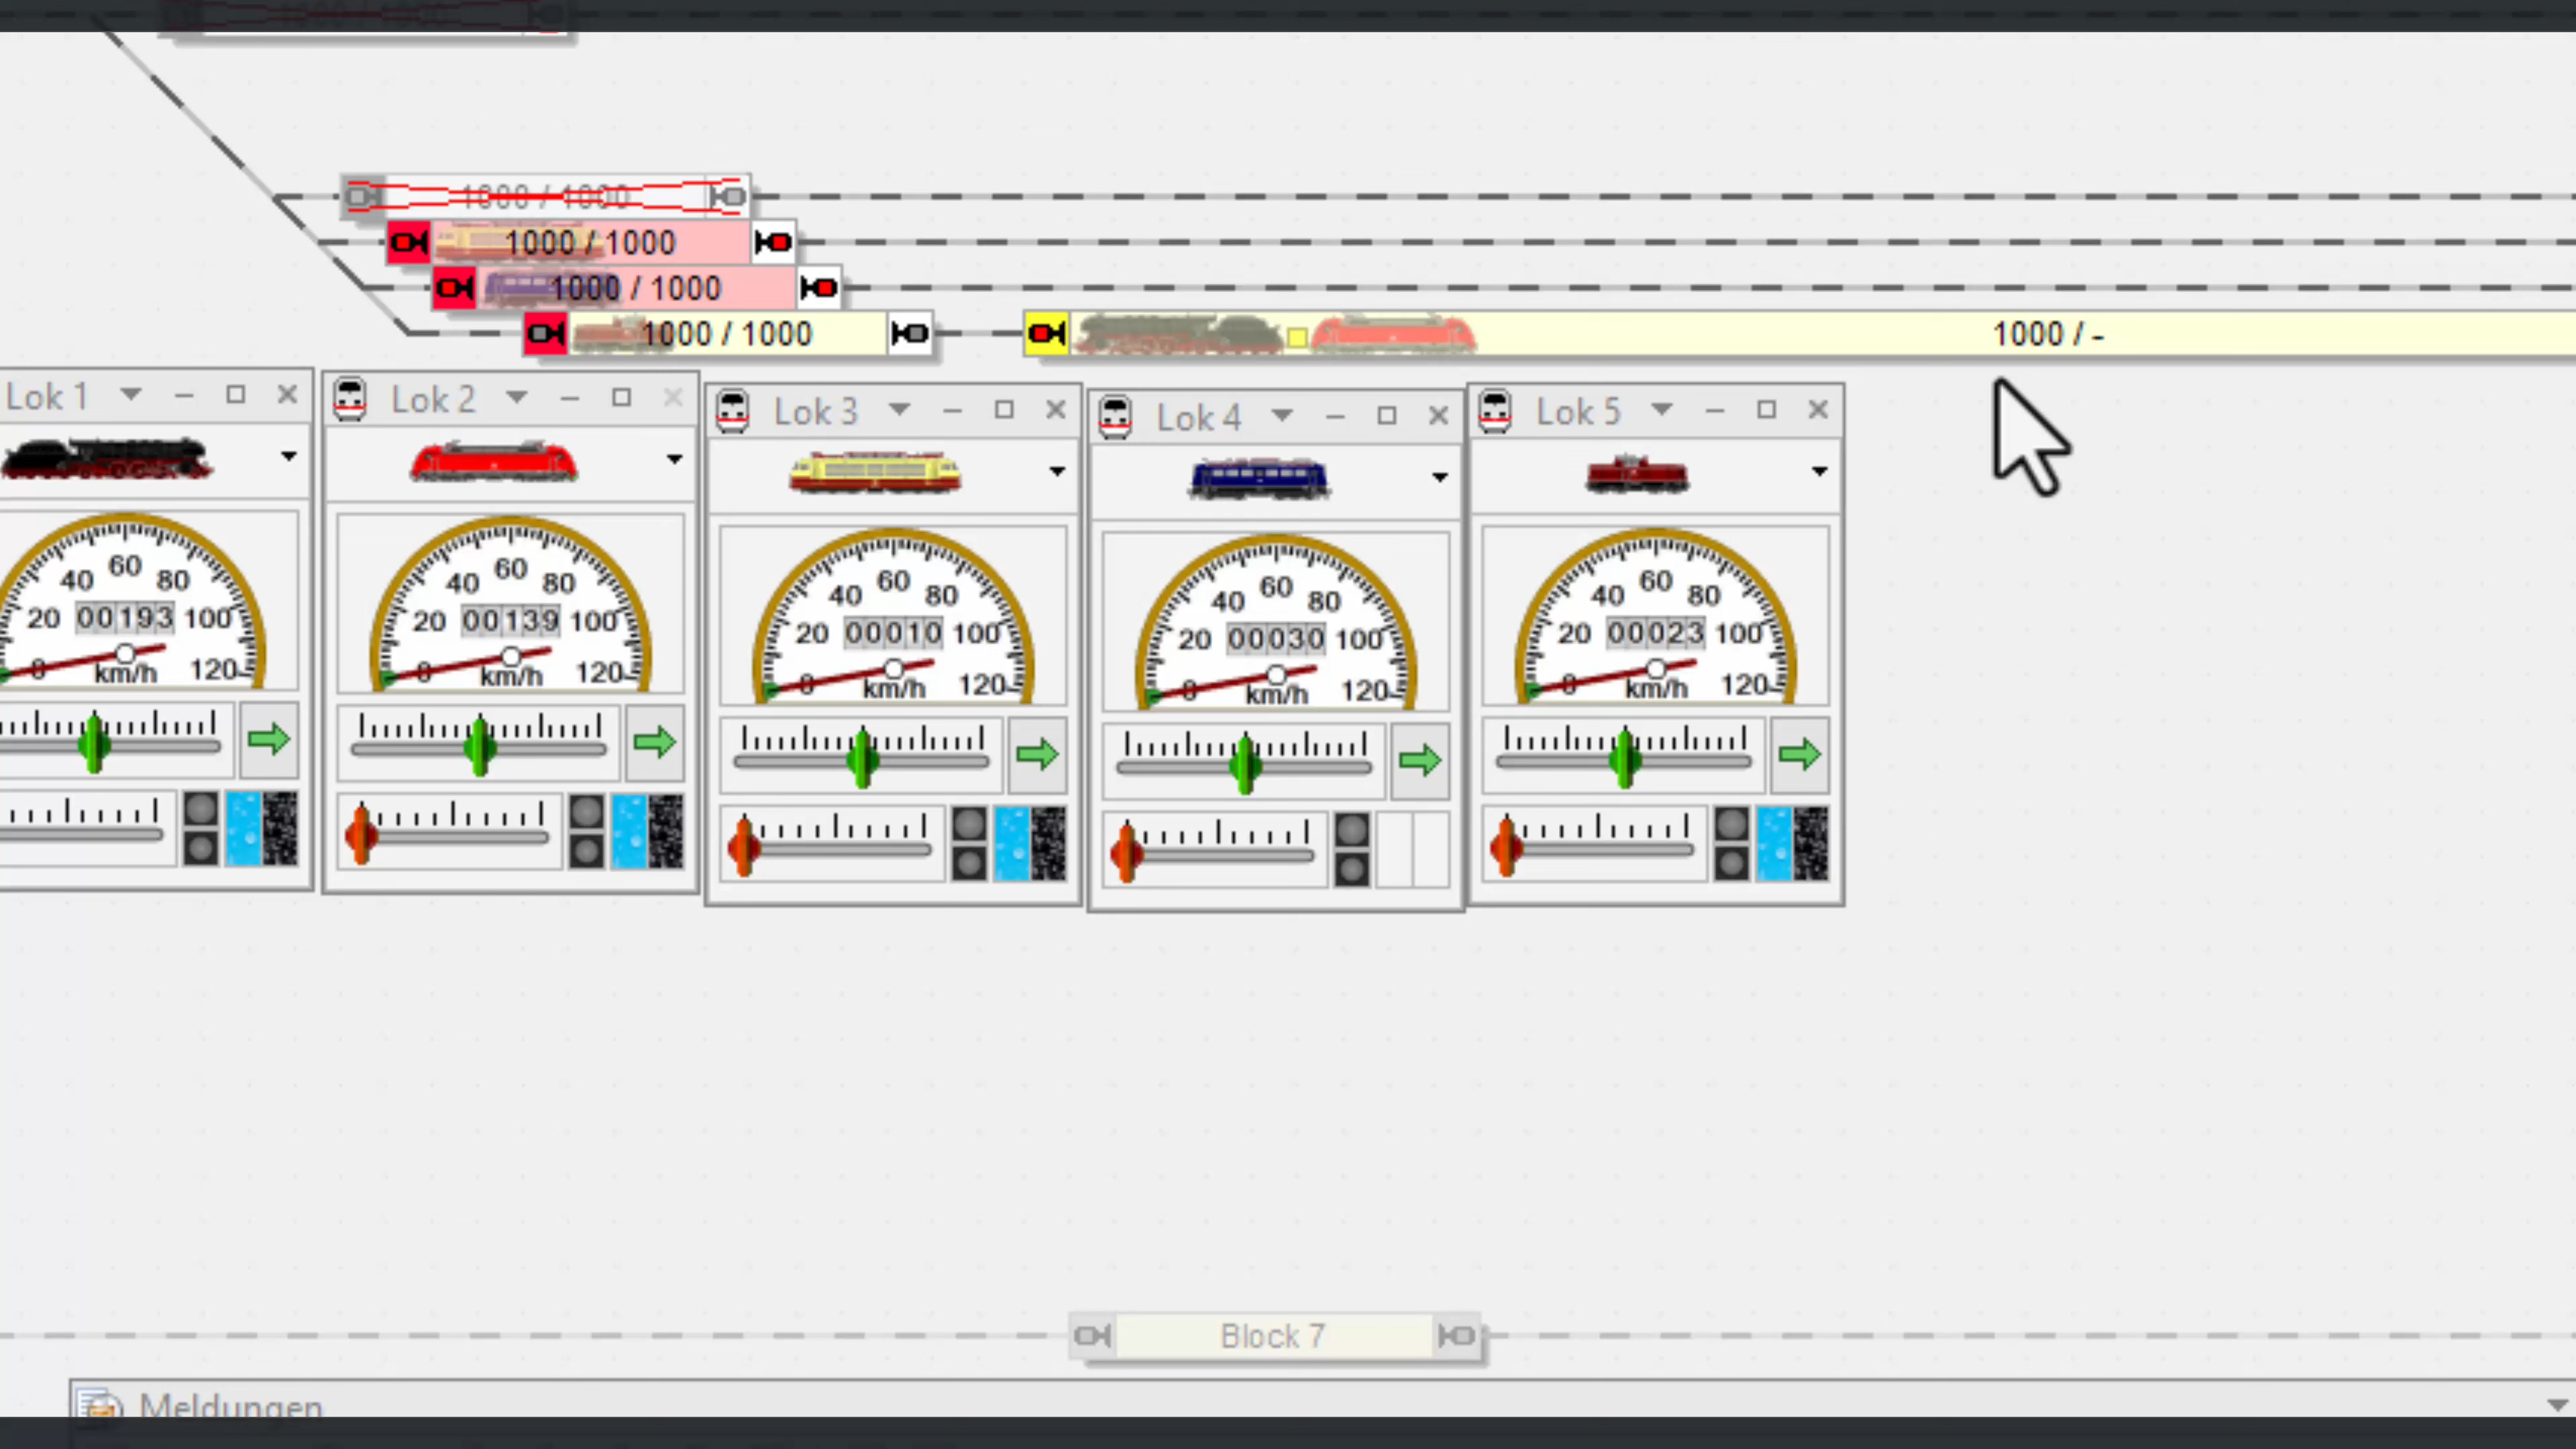 1000 / 1000
1000 / 1000
1000 / 1000
1000 / 1000
1000 / 1000
1000 / -
Lok 1
Lok 2
Lok 3
Lok 4
Lok 5
20 40 60 80 100 120
00193
0 km/h
0 20 40 60 80 100 120
00139
km/h
0 20 40 60 80 100 120
00010
km/h
0 20 40 60 80 100 120
00030
km/h
0 20 40 60 80 100 120
00023
km/h
Block 7
Meldungen